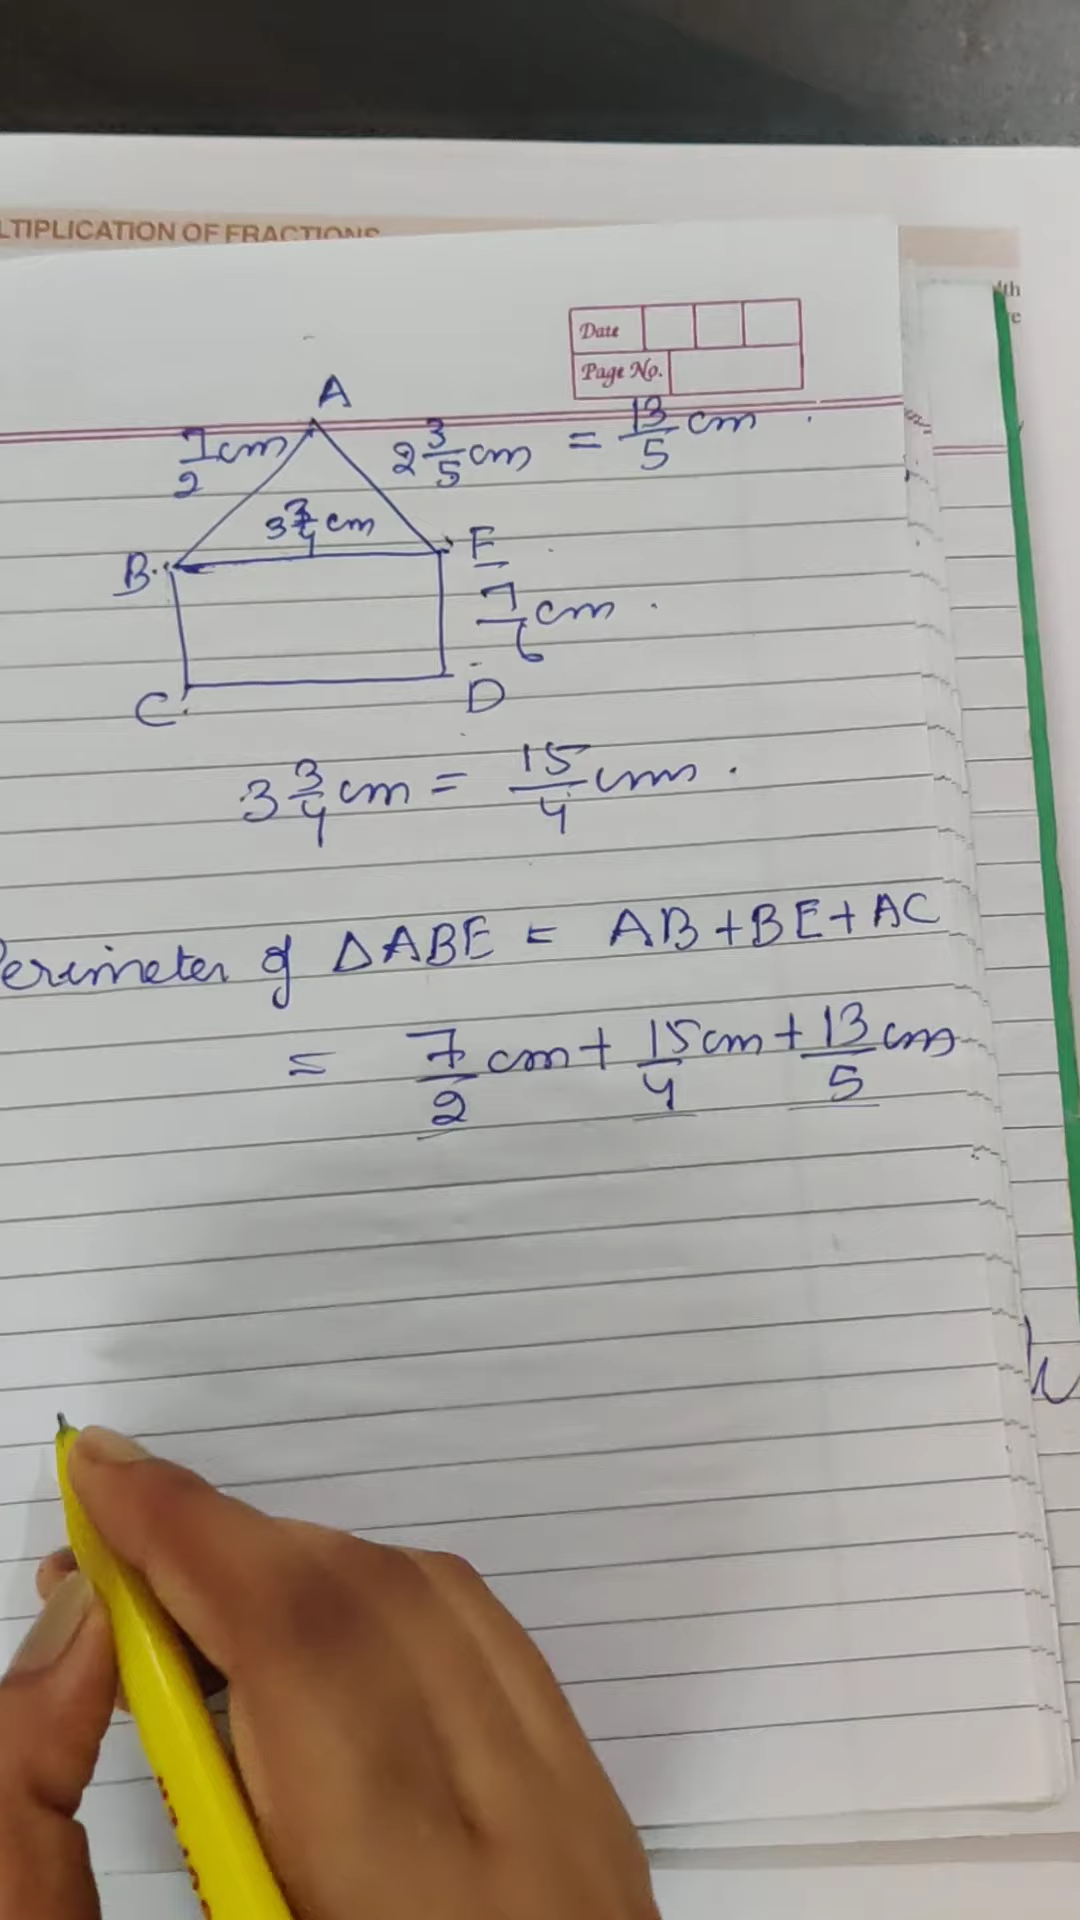 LTIPLICATION OF FRACTIONS
Date
Page No.
A
7/2 cm
2 3/5 cm = 13/5 cm
3 3/4 cm
B
E
7/6 cm
C
D
3 3/4 cm = 15/4 cm.
Perimeter of ΔABE = AB+BE+AC
= 7/2 cm + 15/4 cm + 13/5 cm